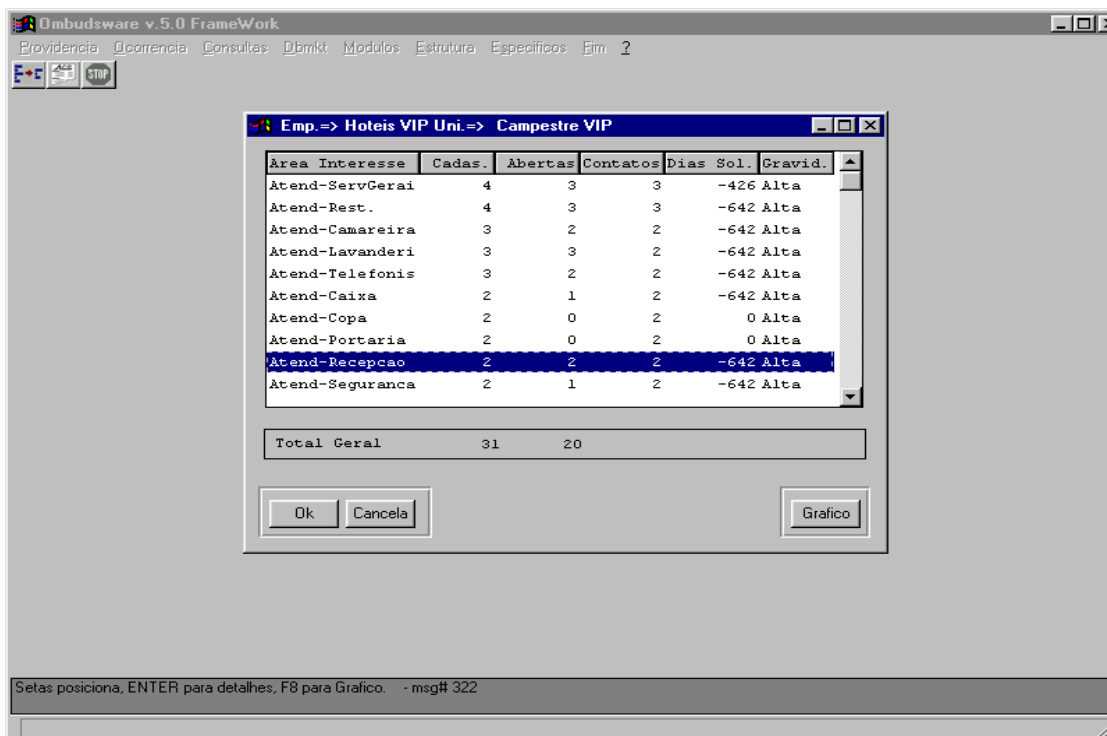 Ombudsware v.5.0 FrameWork
Providencia Ocorrencia Consultas Dbmkt Modulos Estrutura Especificos Fim ?
STOP
Emp.=> Hoteis VIP Uni.=> Campestre VIP
Area Interesse Cadas. Abertas Contatos Dias Sol. Gravid.
Atend-ServGerai 4 3 3 -426 Alta
Atend-Rest. 4 3 3 -642 Alta
Atend-Camareira 3 2 2 -642 Alta
Atend-Lavanderi 3 3 2 -642 Alta
Atend-Telefonis 3 2 2 -642 Alta
Atend-Caixa 2 1 2 -642 Alta
Atend-Copa 2 0 2 0 Alta
Atend-Portaria 2 0 2 0 Alta
Atend-Recepcao 2 2 2 -642 Alta
Atend-Seguranca 2 1 2 -642 Alta
Total Geral 31 20
Ok Cancela Grafico
Setas posiciona, ENTER para detalhes, F8 para Grafico. - msg# 322